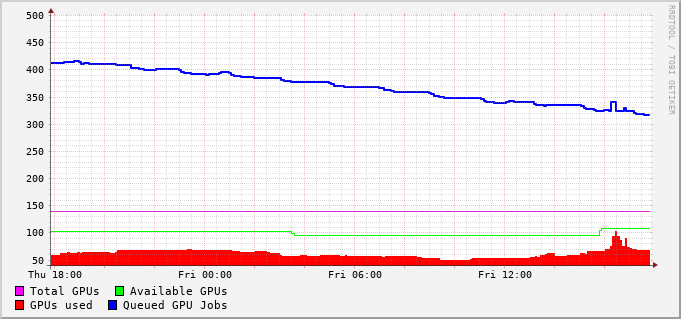 500
450
400
350
300
250
200
150
100
50
Thu 18:00 Fri 00:00 Fri 06:00 Fri 12:00
Total GPUs Available GPUs
GPUs used Queued GPU Jobs
RRDTOOL / TOBI OETIKER